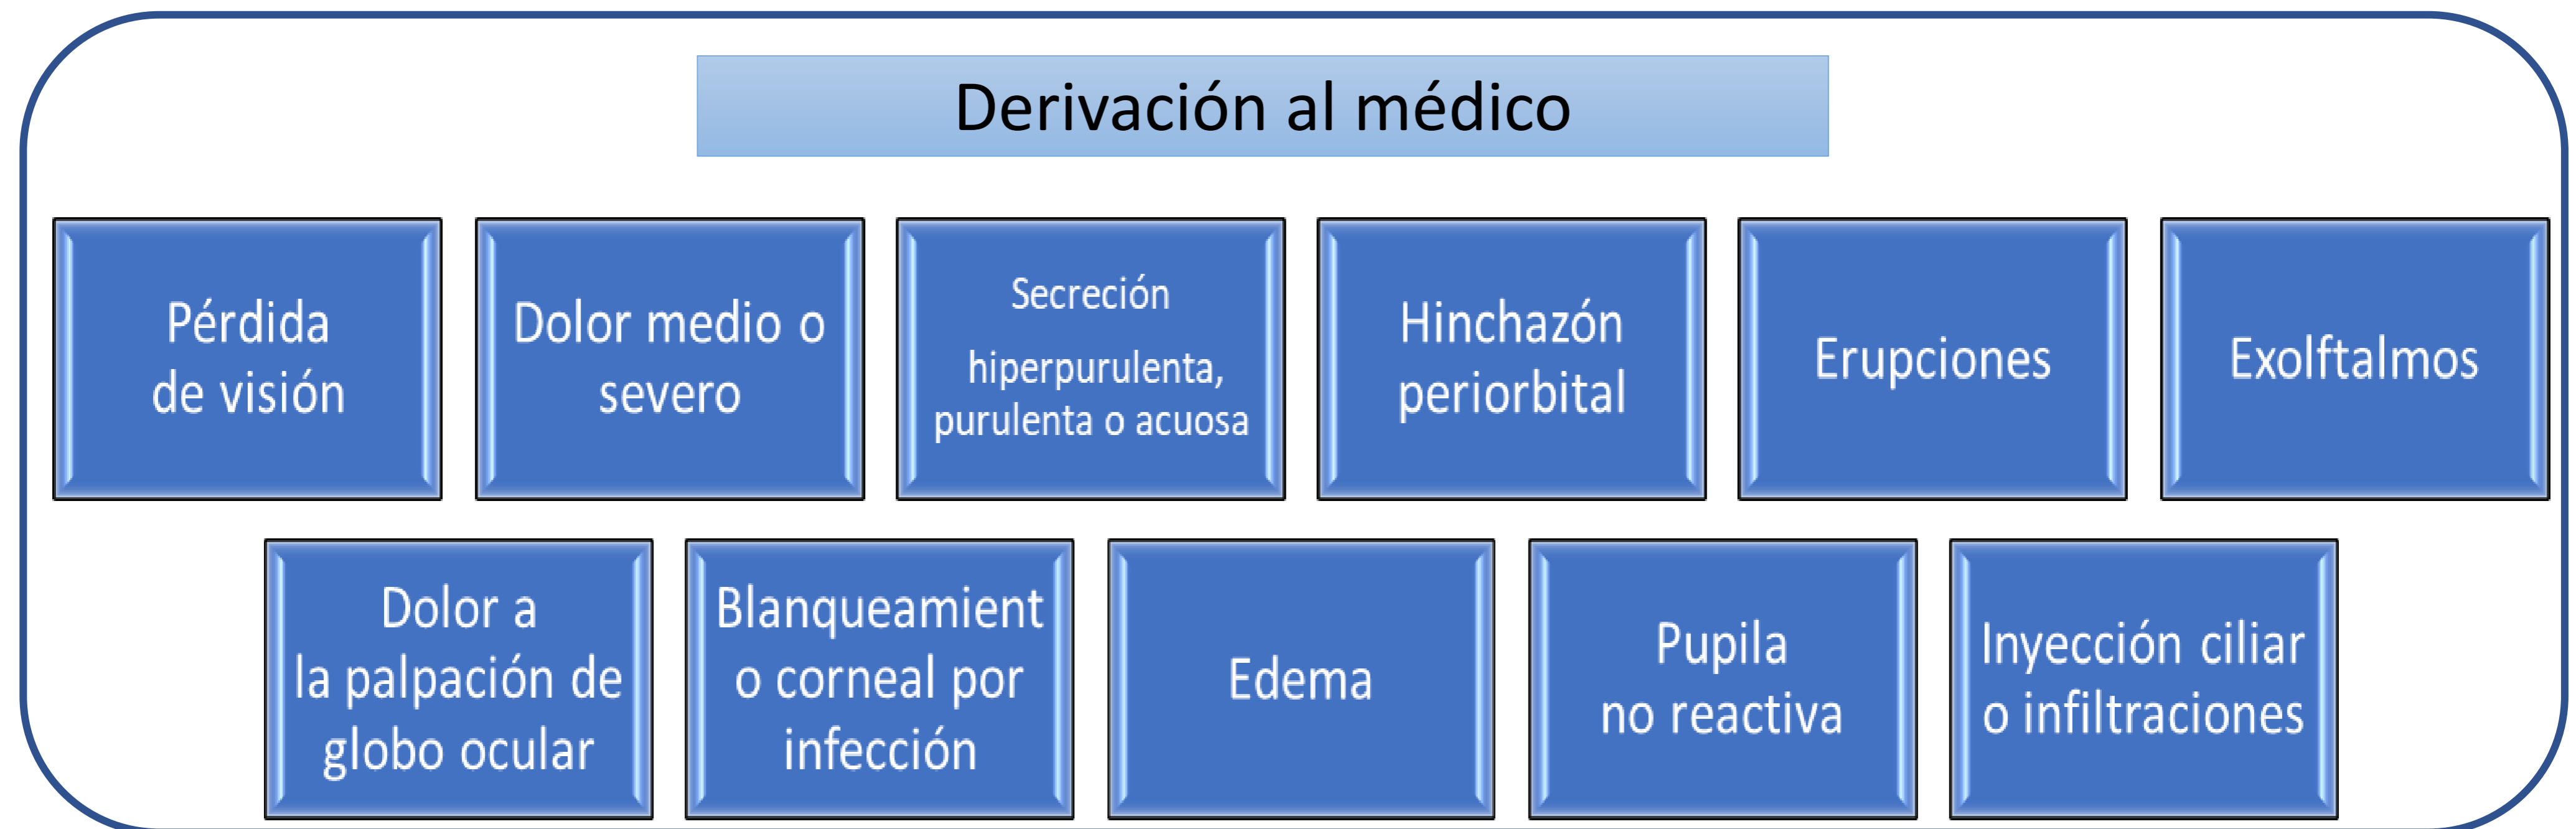 Derivación al médico
Pérdida
de visión
Dolor medio o
severo
Secreción
hiperpurulenta,
purulenta o acuosa
Hinchazón
periorbital
Erupciones
Exolftalmos
Dolor a
la palpación de
globo ocular
Blanqueamient
o corneal por
infección
Edema
Pupila
no reactiva
Inyección ciliar
o infiltraciones